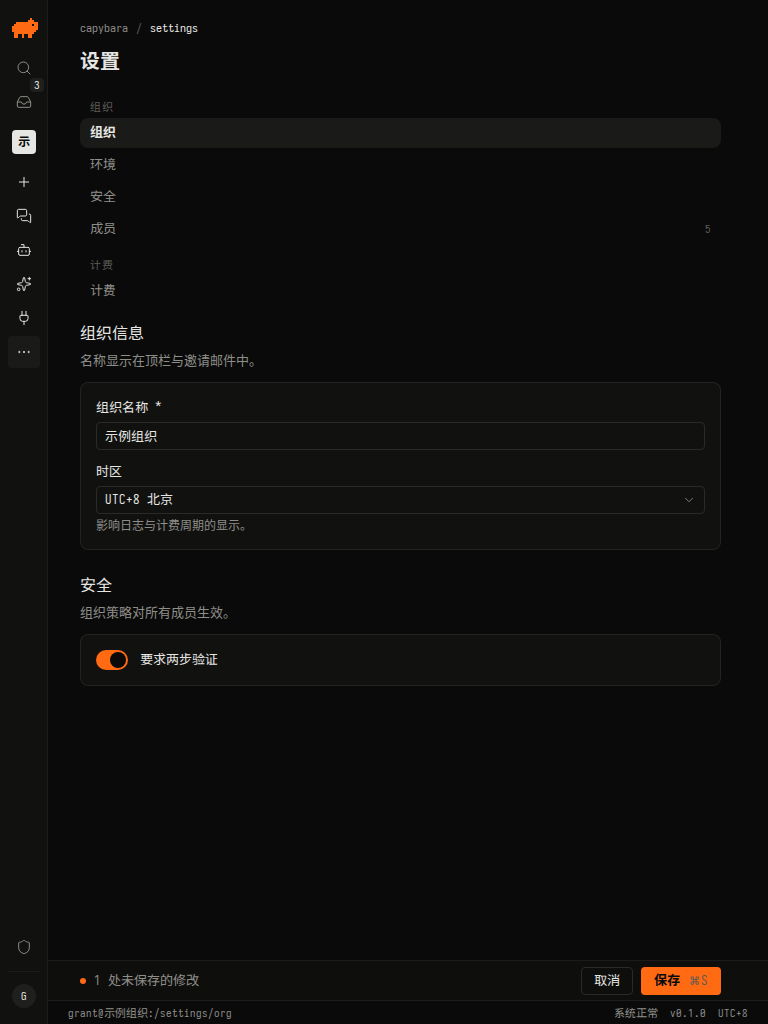 capybara / settings
设置
3
示
组织
组织
环境
安全
成员 5
计费
计费
组织信息
名称显示在顶栏与邀请邮件中。
组织名称 *
示例组织
时区
UTC+8 北京
影响日志与计费周期的显示。
安全
组织策略对所有成员生效。
要求两步验证
1 处未保存的修改
取消
保存 ⌘S
G
grant@示例组织:/settings/org
系统正常 v0.1.0 UTC+8